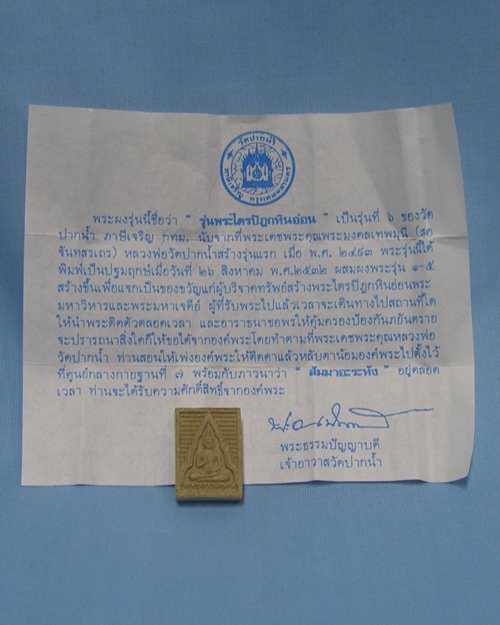 วัดปากน้ำ
ภาษีเจริญ กรุงเทพมหานคร
พระผงรุ่นนี้ชื่อว่า " รุ่นพระไตรปิฎกหินอ่อน " เป็นรุ่นที่ ๖ ของวัด
ปากน้ำ ภาษีเจริญ กทม. นับจากที่พระเดชพระคุณพระมงคลเทพมุนี (สด
จันทสรเถร) หลวงพ่อวัดปากน้ำสร้างรุ่นแรก เมื่อ พ.ศ. ๒๔๙๓ พระรุ่นนี้ได้
พิมพ์เป็นปฐมฤกษ์เมื่อวันที่ ๒๖ สิงหาคม พ.ศ.๒๕๓๒ ผสมผงพระรุ่น ๑-๕
สร้างขึ้นเพื่อแจกเป็นของขวัญแก่ผู้บริจาคทรัพย์สร้างพระไตรปิฎกหินอ่อนพระ
มหาวิหารและพระมหาเจดีย์ ผู้ที่รับพระไปแล้วเวลาจะเดินทางไปสถานที่ใด
ให้นำพระติดตัวตลอดเวลา และอาราธนาขอพรให้คุ้มครองป้องกันภยันตราย
จะปรารถนาสิ่งใดก็ให้ขอได้จากองค์พระโดยทำตามที่พระเดชพระคุณหลวงพ่อ
วัดปากน้ำ ท่านสอนให้เพ่งองค์พระให้ติดตาแล้วหลับตาน้อมองค์พระไปตั้งไว้
ที่ศูนย์กลางกายฐานที่ ๗ พร้อมกับภาวนาว่า " สัมมาอะระหัง " อยู่ตลอด
เวลา ท่านจะได้รับความศักดิ์สิทธิ์จากองค์พระ
พระธรรมปัญญาบดี
เจ้าอาวาสวัดปากน้ำ